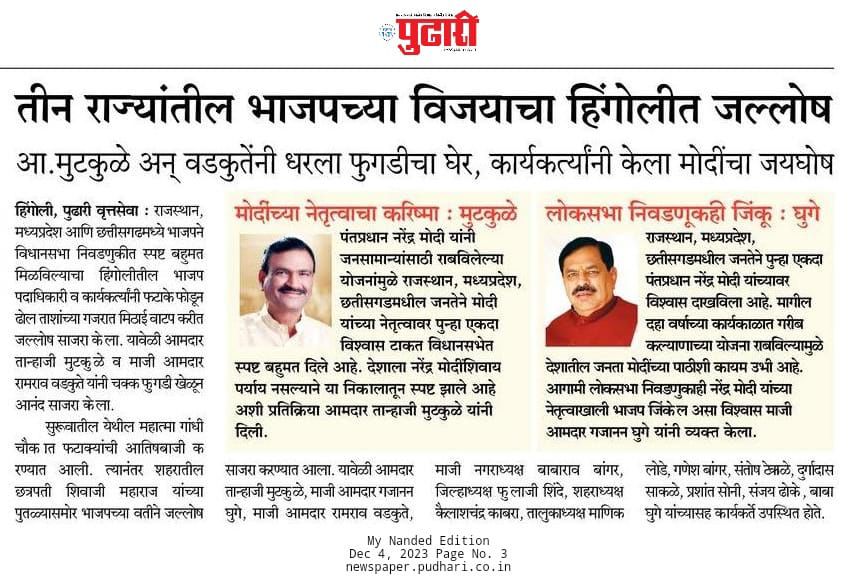 पुढारी
तीन राज्यांतील भाजपच्या विजयाचा हिंगोलीत जल्लोष
आ.मुटकुळे अन् वडकुतेंनी धरला फुगडीचा घेर, कार्यकर्त्यांनी केला मोदींचा जयघोष
हिंगोली, पुढारी वृत्तसेवा : राजस्थान,
मध्यप्रदेश आणि छत्तीसगढमध्ये भाजपने
विधानसभा निवडणुकीत स्पष्ट बहुमत
मिळविल्याचा हिंगोलीतील भाजप
पदाधिकारी व कार्यकर्त्यांनी फटाके फोडून
ढोल ताशांच्या गजरात मिठाई वाटप करीत
जल्लोष साजरा केला. यावेळी आमदार
तान्हाजी मुटकुळे व माजी आमदार
रामराव वडकुते यांनी चक्क फुगडी खेळून
आनंद साजरा केला.
सुरूवातील येथील महात्मा गांधी
चौकात फटाक्यांची आतिषबाजी क
रण्यात आली. त्यानंतर शहरातील
छत्रपती शिवाजी महाराज यांच्या
पुतळ्यासमोर भाजपच्या वतीने जल्लोष
मोदींच्या नेतृत्वाचा करिष्मा : मुटकुळे
पंतप्रधान नरेंद्र मोदी यांनी
जनसामान्यांसाठी राबविलेल्या
योजनांमुळे राजस्थान, मध्यप्रदेश,
छत्तीसगडमधील जनतेने मोदी
यांच्या नेतृत्वावर पुन्हा एकदा
विश्वास टाकत विधानसभेत
स्पष्ट बहुमत दिले आहे. देशाला नरेंद्र मोदींशिवाय
पर्याय नसल्याने या निकालातून स्पष्ट झाले आहे
अशी प्रतिक्रिया आमदार तान्हाजी मुटकुळे यांनी
दिली.
लोकसभा निवडणूकही जिंकू : घुगे
राजस्थान, मध्यप्रदेश,
छत्तीसगडमधील जनतेने पुन्हा एकदा
पंतप्रधान नरेंद्र मोदी यांच्यावर
विश्वास दाखविला आहे. मागील
दहा वर्षाच्या कार्यकाळात गरीब
कल्याणाच्या योजना राबविल्यामुळे
देशातील जनता मोदींच्या पाठीशी कायम उभी आहे.
आगामी लोकसभा निवडणुकाही नरेंद्र मोदी यांच्या
नेतृत्वाखाली भाजप जिंकेल असा विश्वास माजी
आमदार गजानन घुगे यांनी व्यक्त केला.
साजरा करण्यात आला. यावेळी आमदार
तान्हाजी मुटकुळे, माजी आमदार गजानन
घुगे, माजी आमदार रामराव वडकुते,
माजी नगराध्यक्ष बाबाराव बांगर,
जिल्हाध्यक्ष फुलाजी शिंदे, शहराध्यक्ष
कैलाशचंद्र काबरा, तालुकाध्यक्ष माणिक
लोडे, गणेश बांगर, संतोष टेकाळे, दुर्गादास
साकळे, प्रशांत सोनी, संजय ढोके, बाबा
घुगे यांच्यासह कार्यकर्ते उपस्थित होते.
My Nanded Edition
Dec 4, 2023 Page No. 3
newspaper.pudhari.co.in